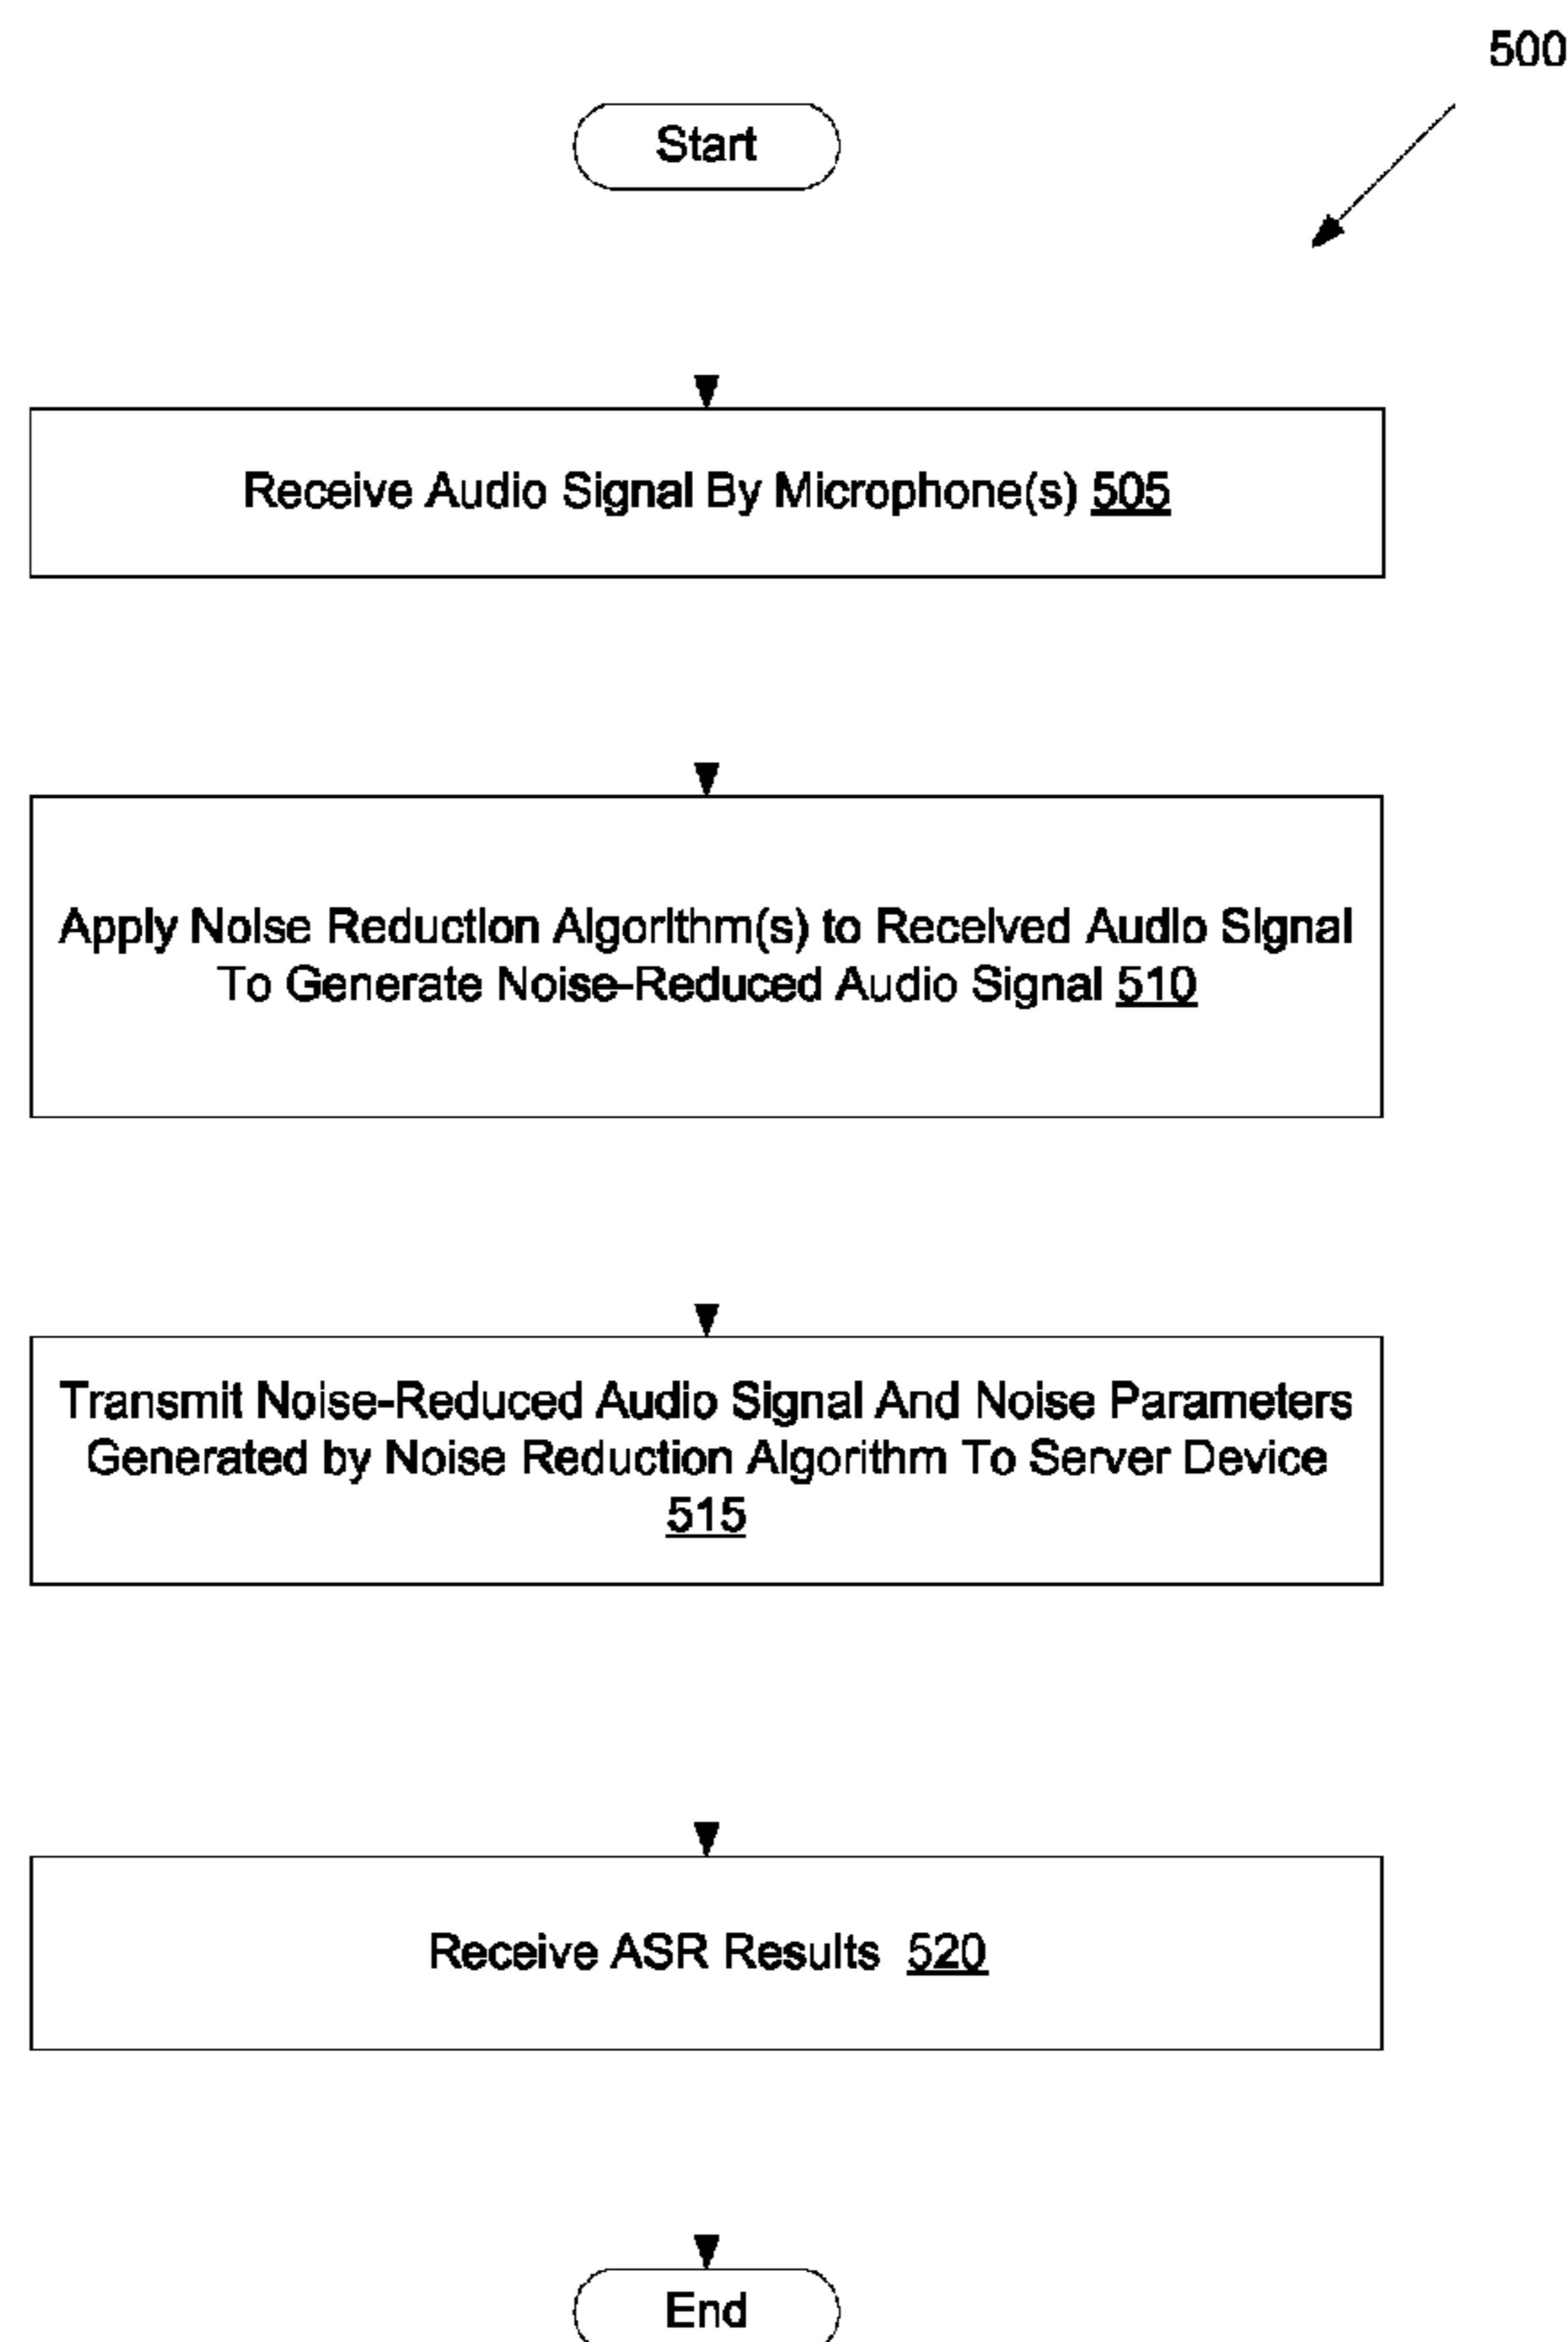 500
Start
Receive Audio Signal By Microphone(s) 505
Apply Noise Reduction Algorithm(s) to Received Audio Signal
To Generate Noise-Reduced Audio Signal 510
Transmit Noise-Reduced Audio Signal And Noise Parameters
Generated by Noise Reduction Algorithm To Server Device
515
Receive ASR Results 520
End